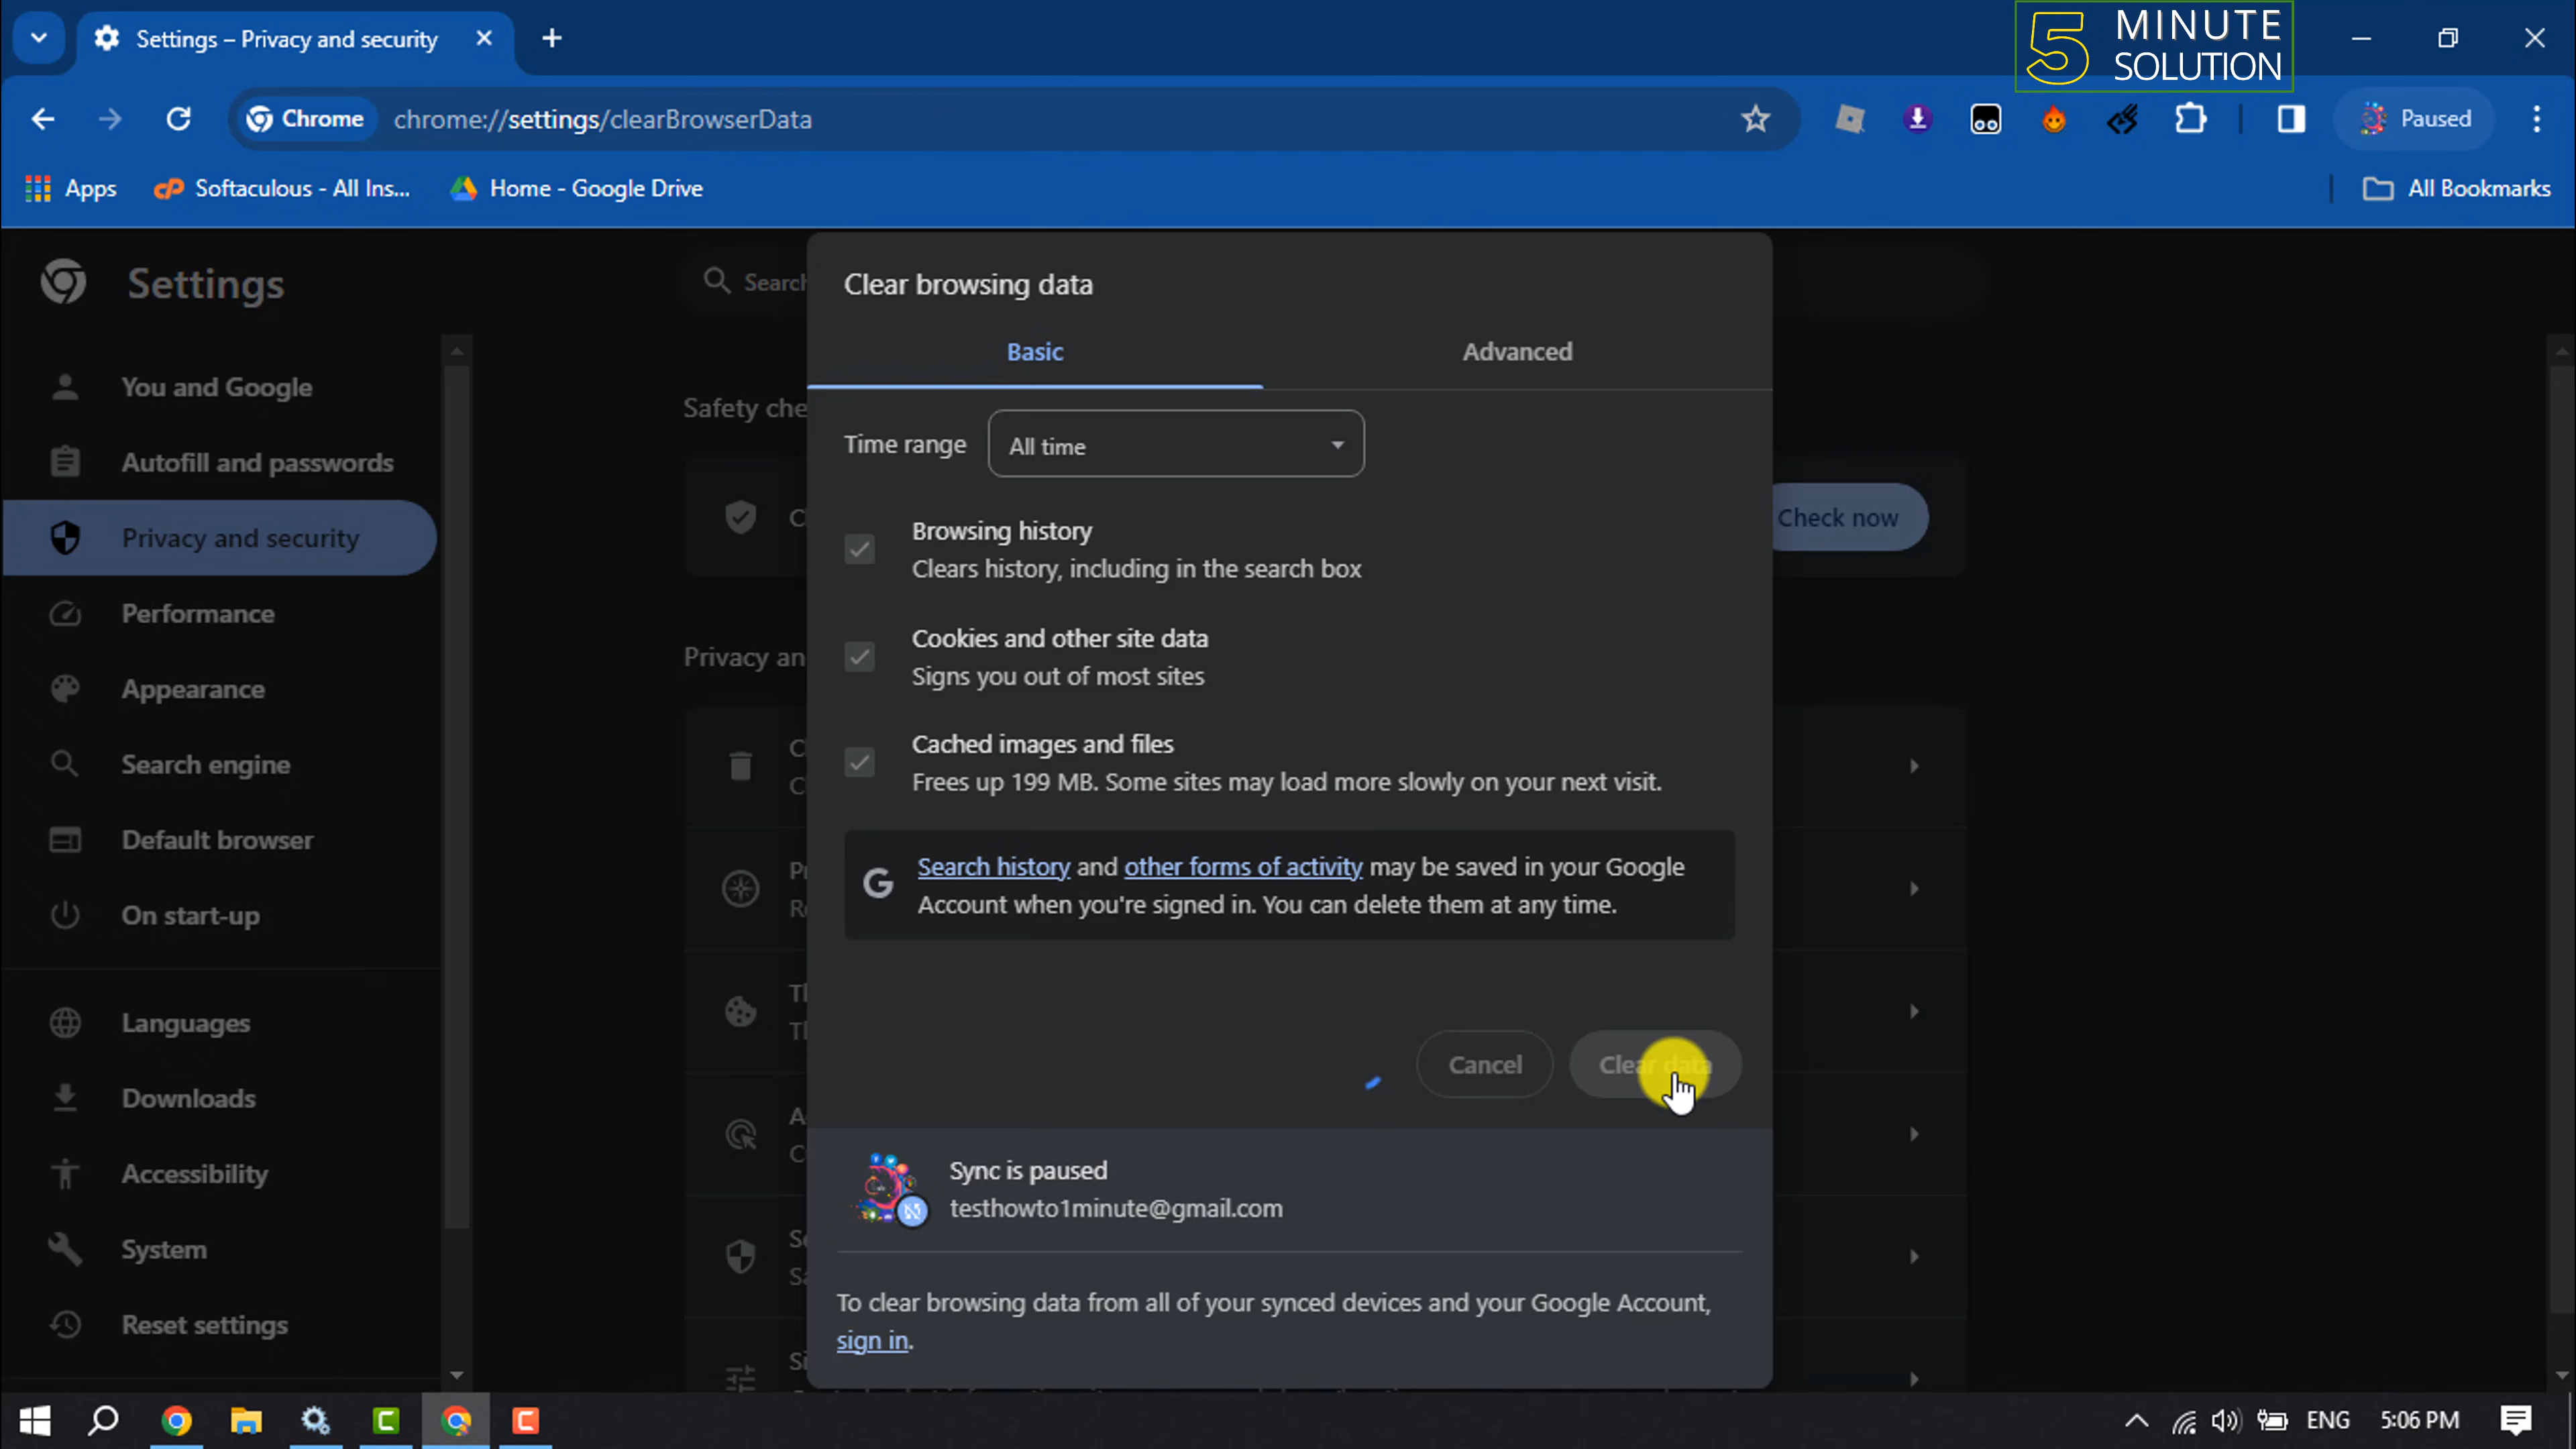 Settings – Privacy and security
5 MINUTE
SOLUTION
Chrome
chrome://settings/clearBrowserData
Paused
Apps
Softaculous - All Ins...
Home - Google Drive
All Bookmarks
Settings
Search
Clear browsing data
Basic
Advanced
You and Google
Autofill and passwords
Privacy and security
Performance
Appearance
Search engine
Default browser
On start-up
Languages
Downloads
Accessibility
System
Reset settings
Safety che
Check now
Privacy an
Time range
All time
Browsing history
Clears history, including in the search box
Cookies and other site data
Signs you out of most sites
Cached images and files
Frees up 199 MB. Some sites may load more slowly on your next visit.
Search history and other forms of activity may be saved in your Google
Account when you're signed in. You can delete them at any time.
Cancel
Clear data
Sync is paused
testhowto1minute@gmail.com
To clear browsing data from all of your synced devices and your Google Account,
sign in.
ENG
5:06 PM